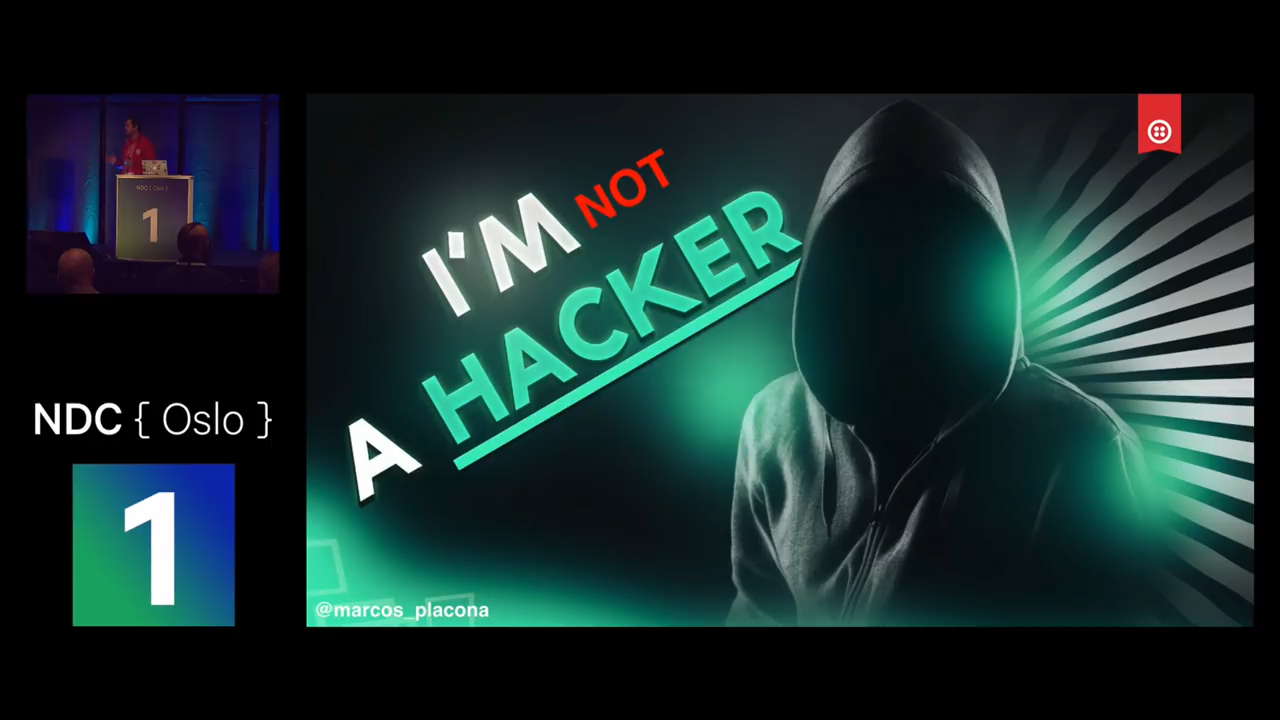 NDC { Oslo }
1
NDC { Oslo }
1
I'M NOT
A HACKER
@marcos_placona